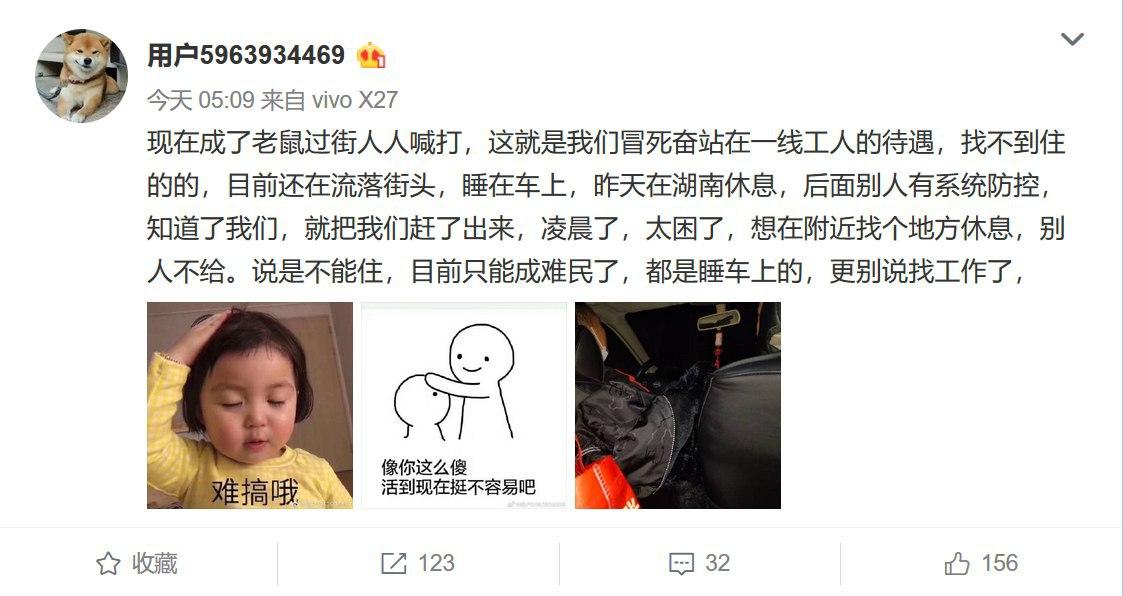 用户5963934469
今天 05:09 来自 vivo X27
现在成了老鼠过街人人喊打，这就是我们冒死奋站在一线工人的待遇，找不到住
的的，目前还在流落街头，睡在车上，昨天在湖南休息，后面别人有系统防控，
知道了我们，就把我们赶了出来，凌晨了，太困了，想在附近找个地方休息，别
人不给。说是不能住，目前只能成难民了，都是睡车上的，更别说找工作了，
难搞哦
像你这么傻
活到现在挺不容易吧
收藏
123
32
156